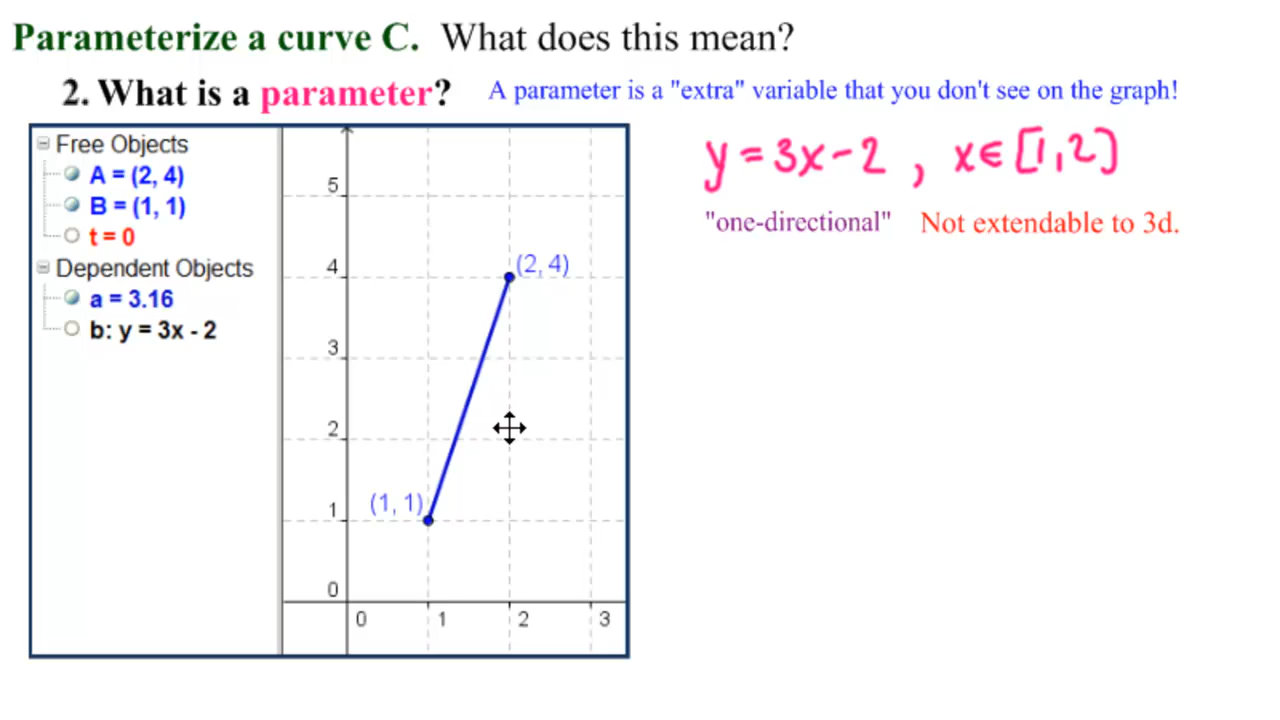 Parameterize a curve C. What does this mean?
2. What is a parameter? A parameter is a "extra" variable that you don't see on the graph!
Free Objects
A = (2, 4)
B = (1, 1)
t = 0
Dependent Objects
a = 3.16
b: y = 3x - 2
5
4
3
2
1
0
0 1 2 3
(2, 4)
(1, 1)
y = 3x - 2 , x ∈ [1, 2]
"one-directional" Not extendable to 3d.